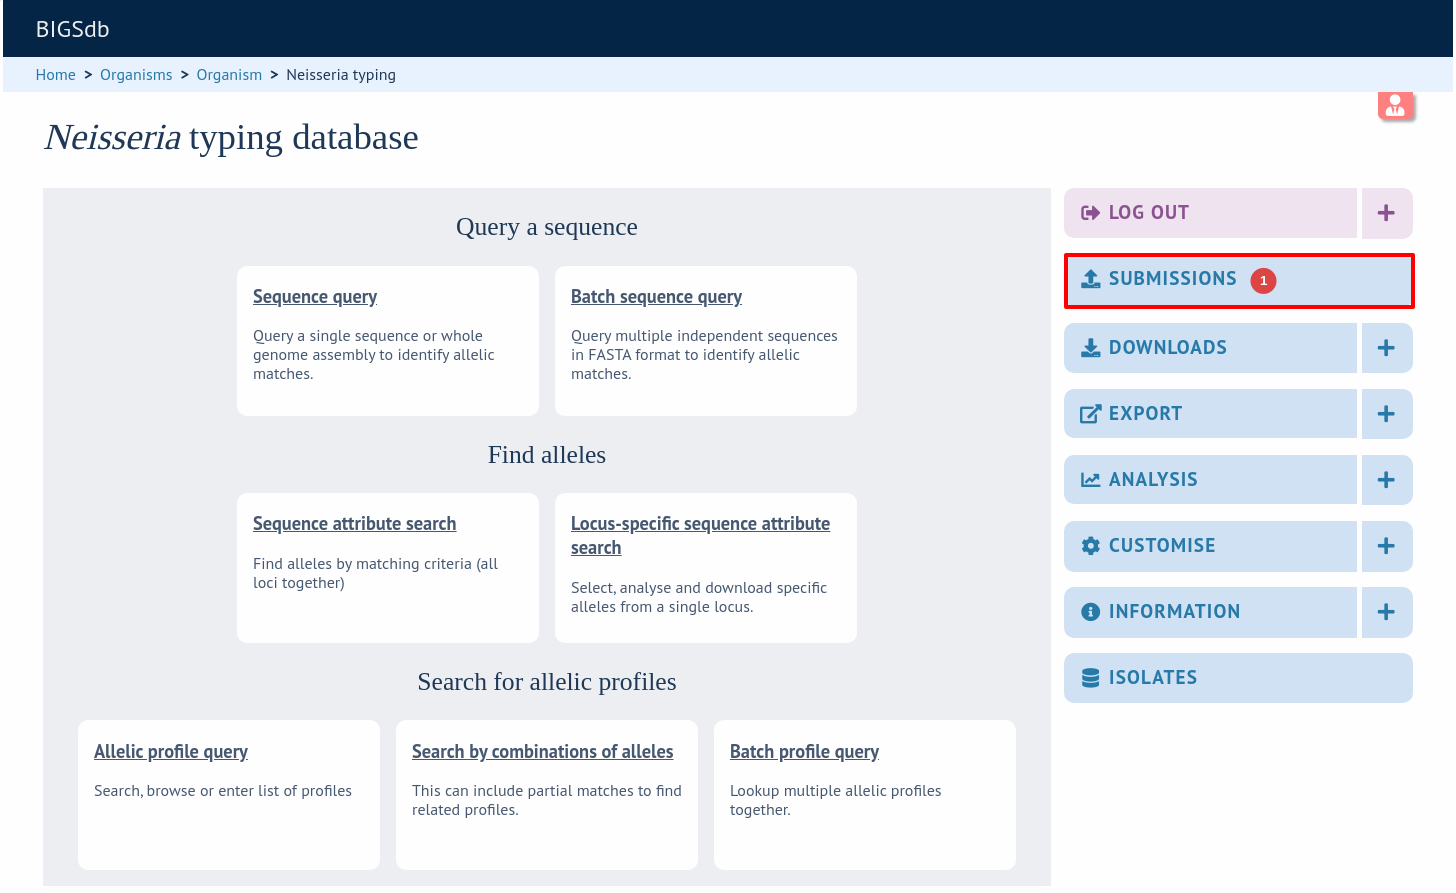 BIGSdb
Home > Organisms > Organism > Neisseria typing
Neisseria typing database
Query a sequence
Sequence query
Query a single sequence or whole
genome assembly to identify allelic
matches.
Batch sequence query
Query multiple independent sequences
in FASTA format to identify allelic
matches.
Find alleles
Sequence attribute search
Find alleles by matching criteria (all
loci together)
Locus-specific sequence attribute
search
Select, analyse and download specific
alleles from a single locus.
Search for allelic profiles
Allelic profile query
Search, browse or enter list of profiles
Search by combinations of alleles
This can include partial matches to find
related profiles.
Batch profile query
Lookup multiple allelic profiles
together.
LOG OUT +
SUBMISSIONS 1
DOWNLOADS +
EXPORT +
ANALYSIS +
CUSTOMISE +
INFORMATION +
ISOLATES